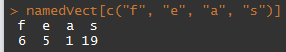 > namedvect[c("f", "e", "a", "s")]
f e a s
6 5 1 19